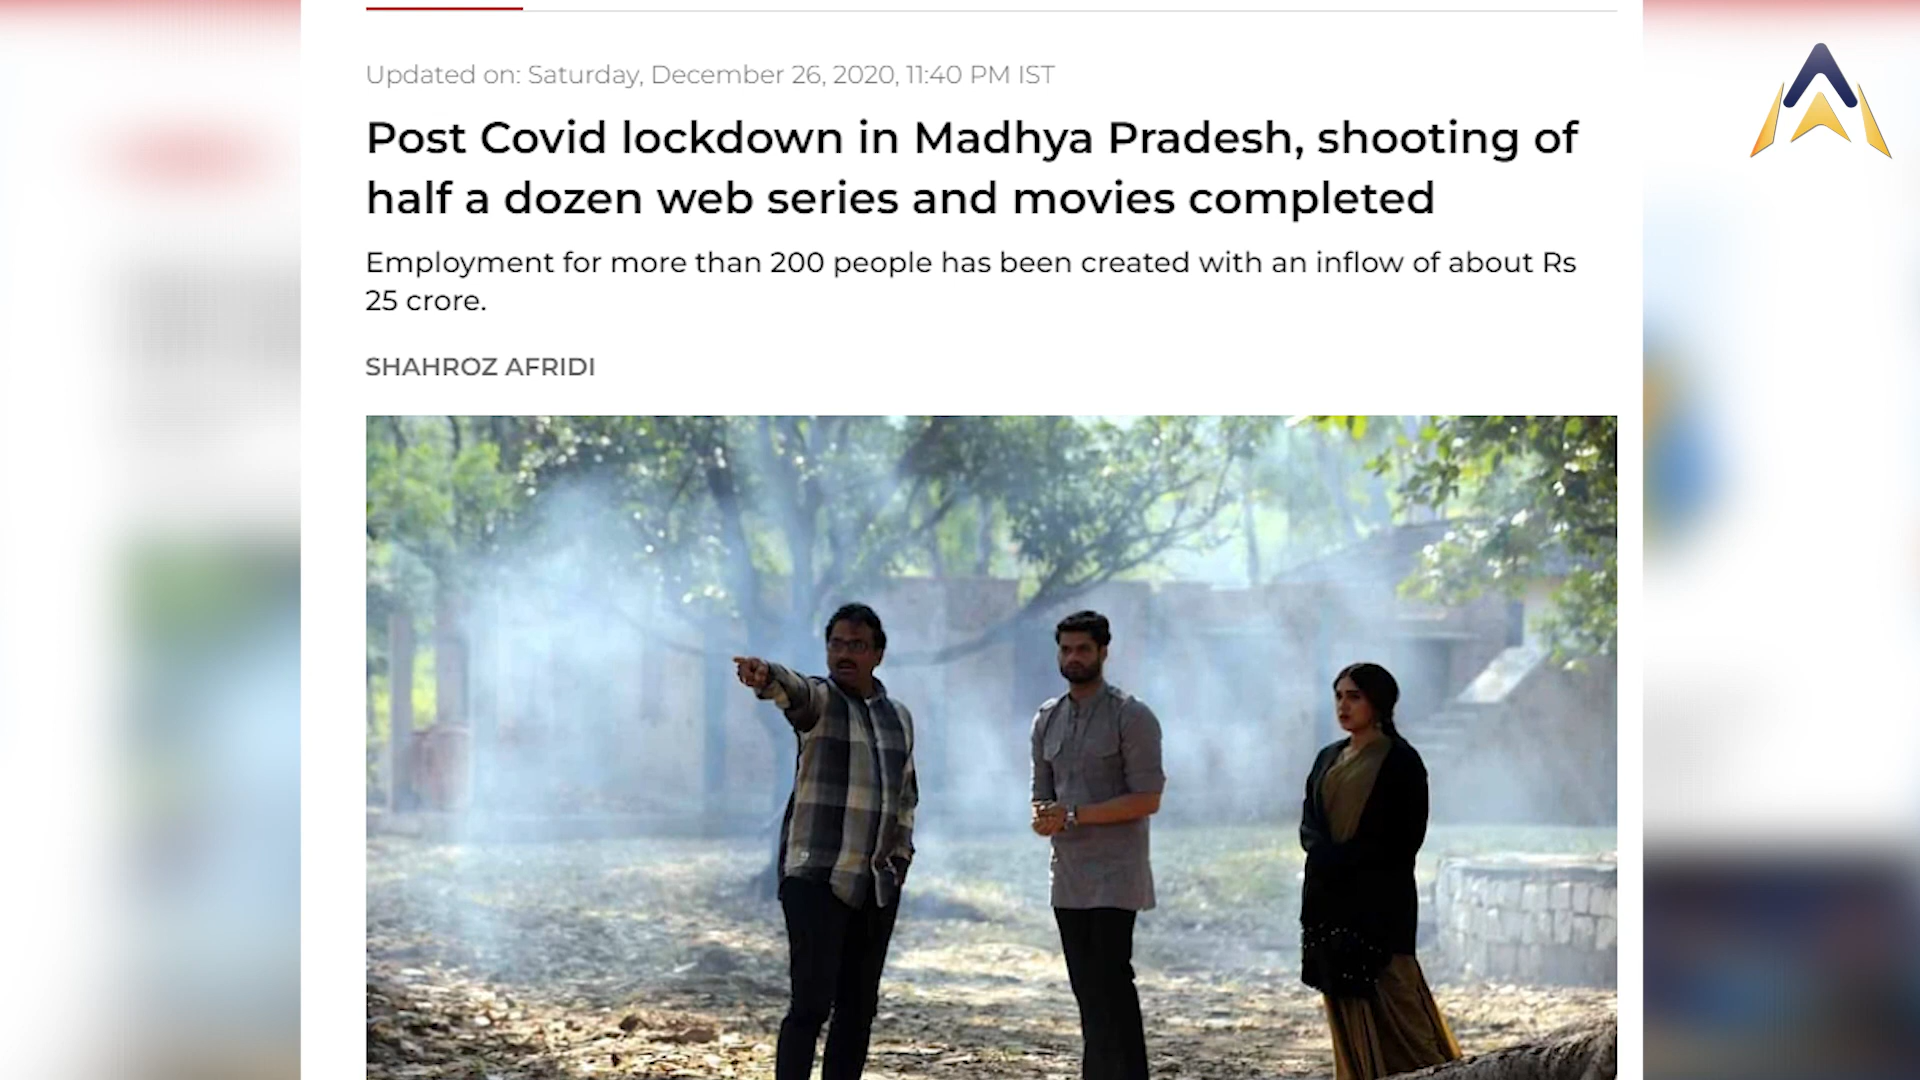 Updated on: Saturday, December 26, 2020, 11:40 PM IST
Post Covid lockdown in Madhya Pradesh, shooting of
half a dozen web series and movies completed
Employment for more than 200 people has been created with an inflow of about Rs
25 crore.
SHAHROZ AFRIDI